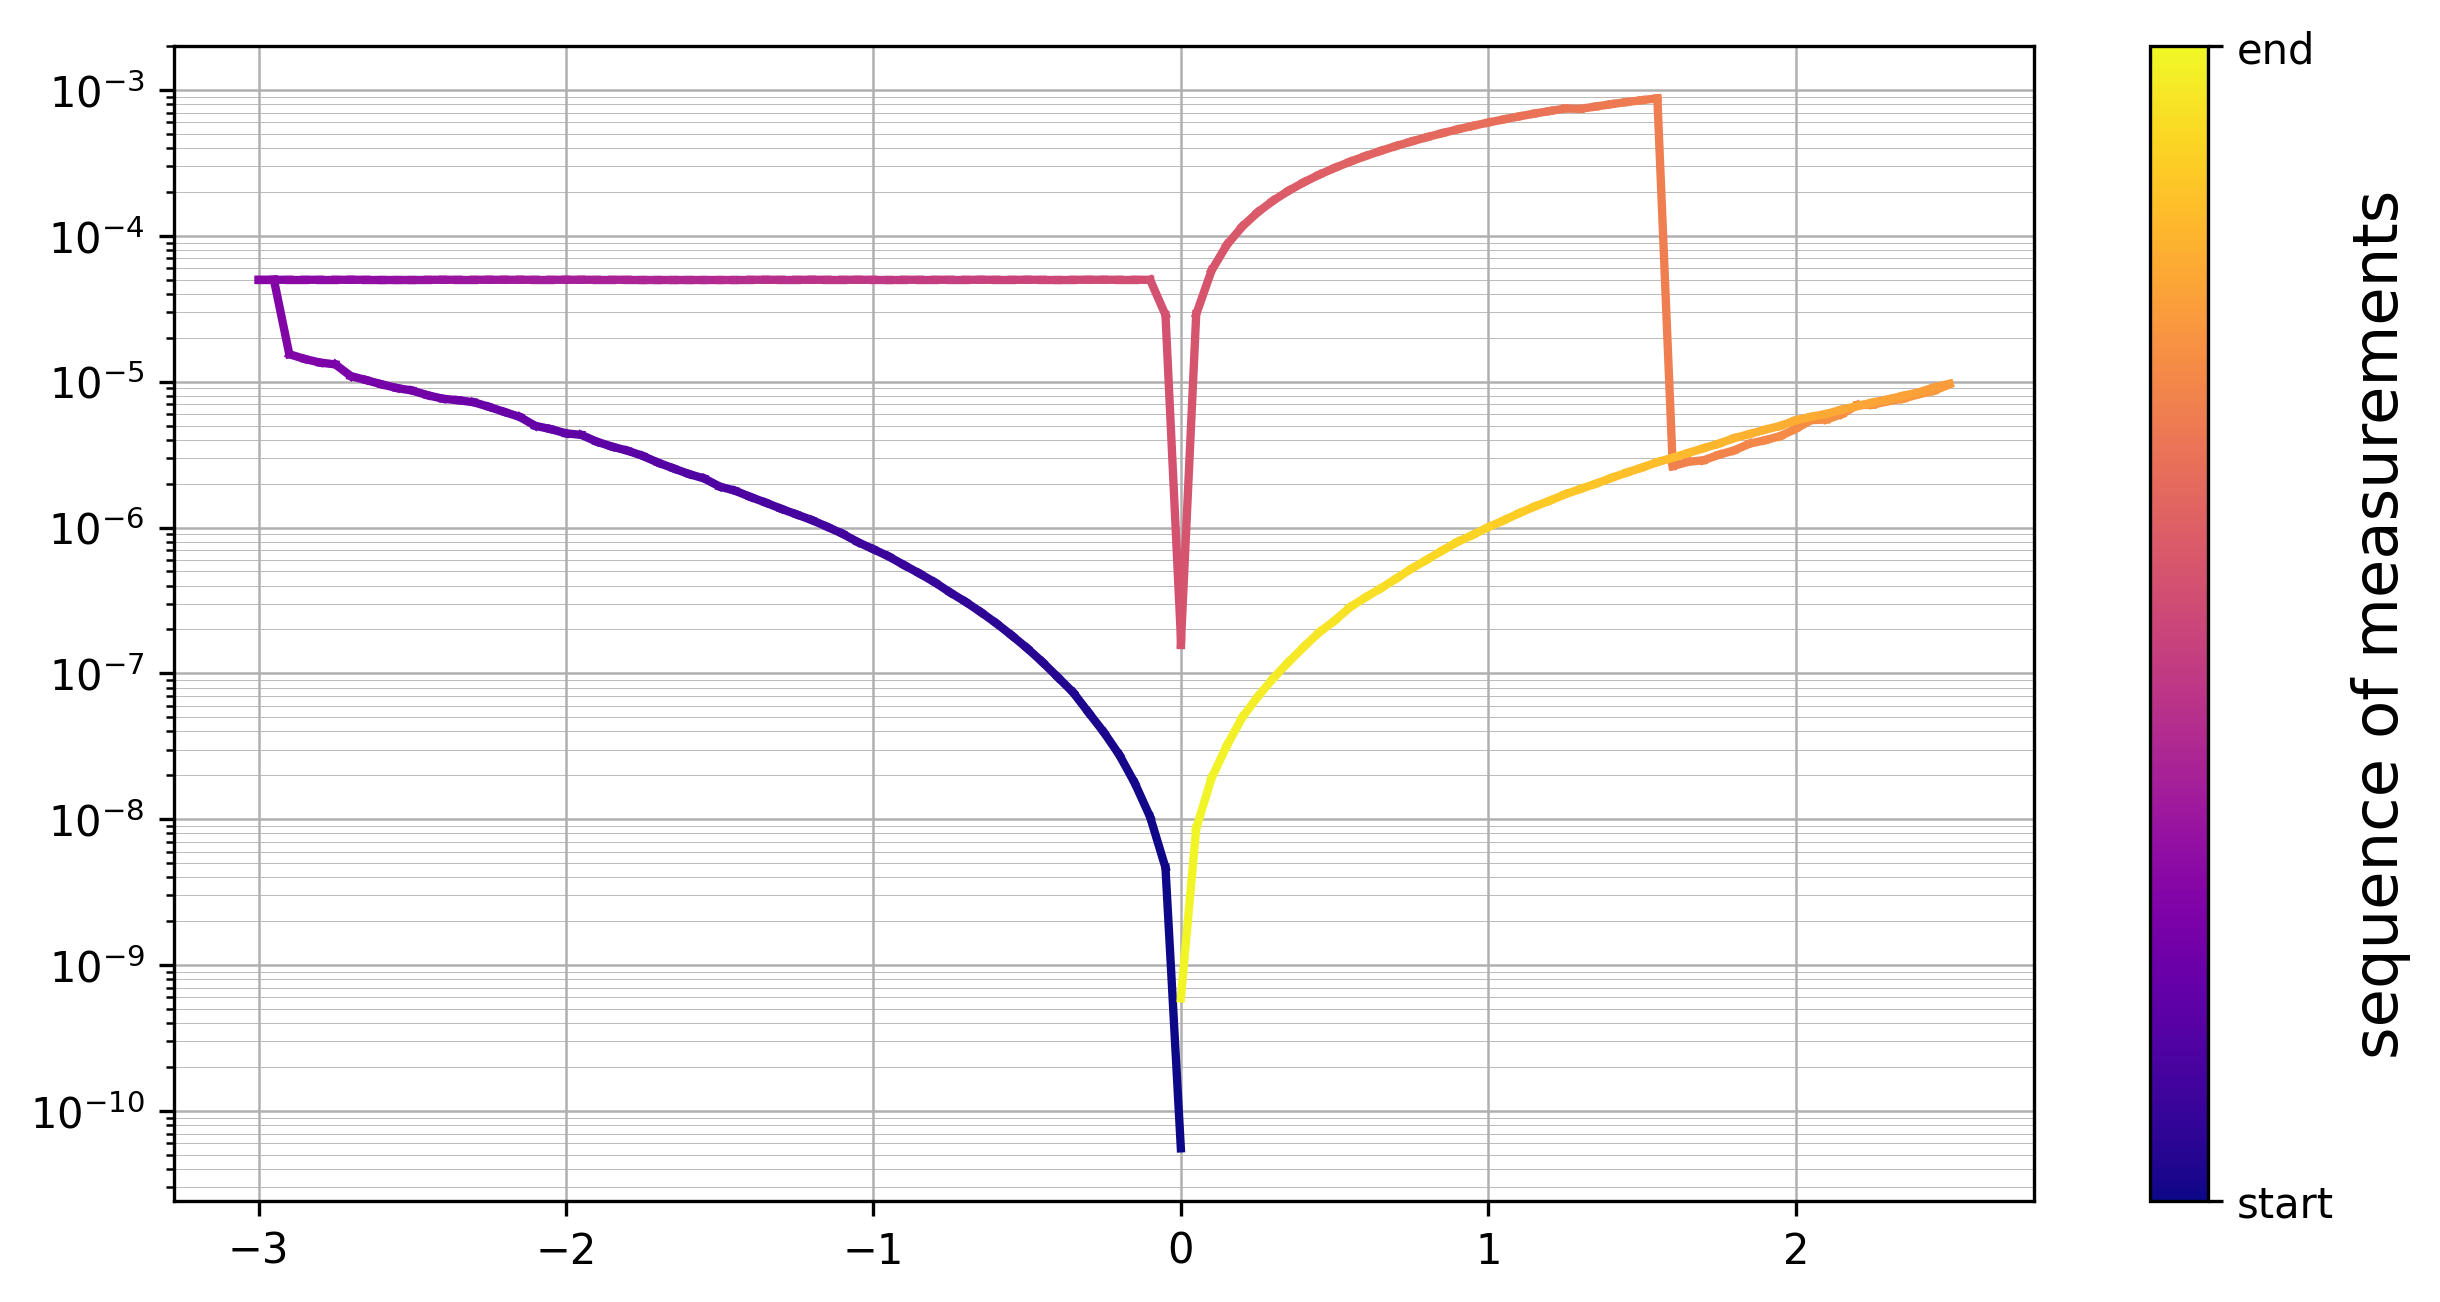 10⁻³
10⁻⁴
10⁻⁵
10⁻⁶
10⁻⁷
10⁻⁸
10⁻⁹
10⁻¹⁰
−3 −2 −1 0 1 2
end
start
sequence of measurements